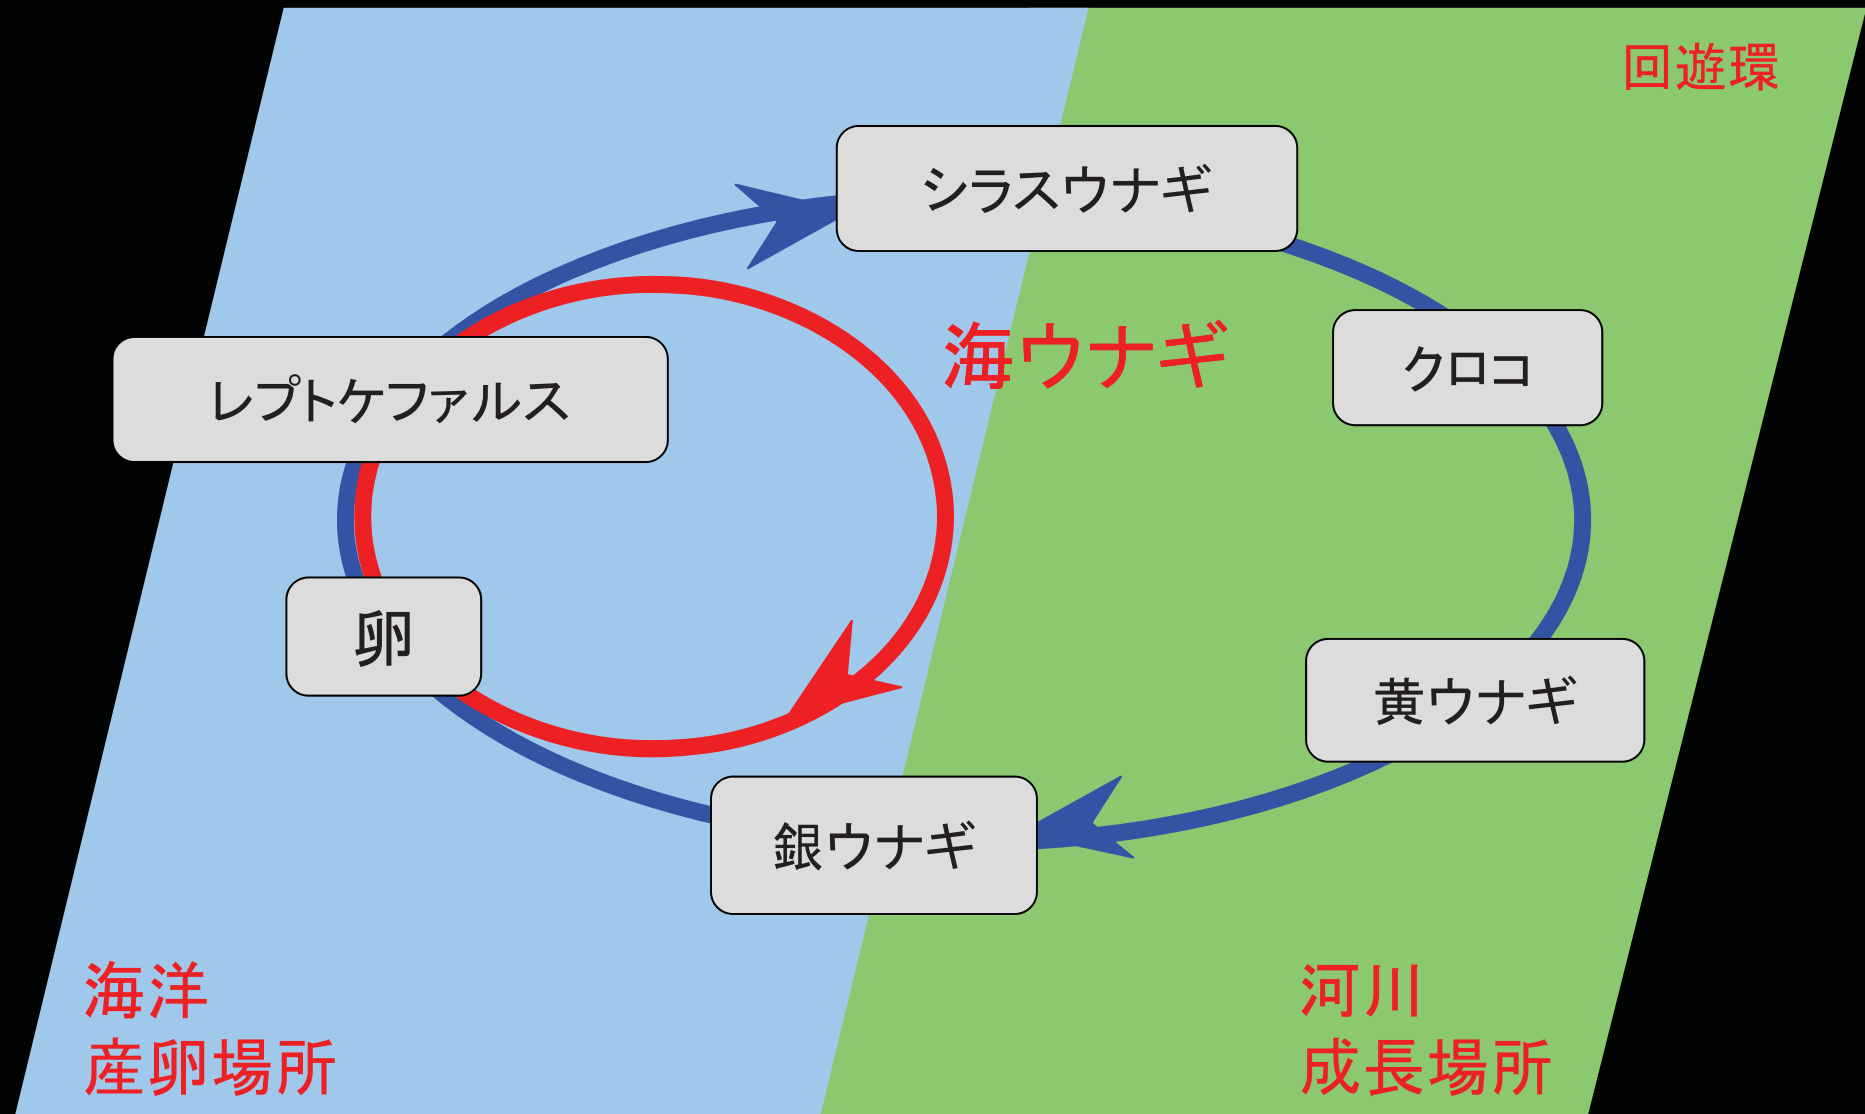 回遊環
シラスウナギ
海ウナギ
クロコ
レプトケファルス
卵
黄ウナギ
銀ウナギ
海洋
産卵場所
河川
成長場所